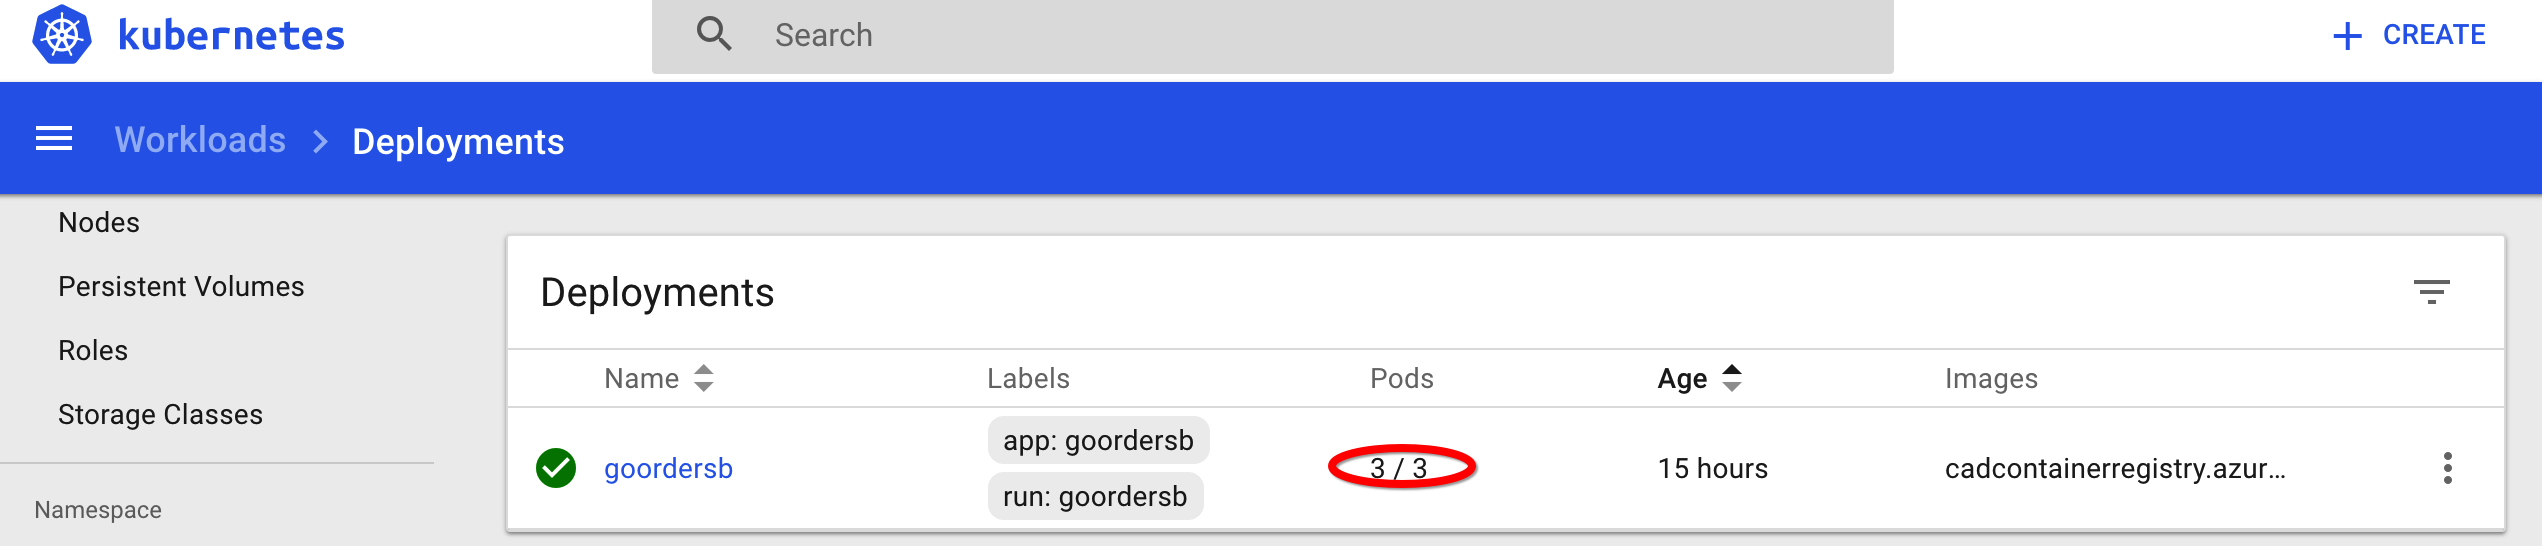 kubernetes
Search
CREATE
Workloads
Deployments
Nodes
Persistent Volumes
Roles
Storage Classes
Namespace
Deployments
Name Labels Pods Age Images
goordersb
app: goordersb
run: goordersb
3 / 3
15 hours
cadcontainerregistry.azur...